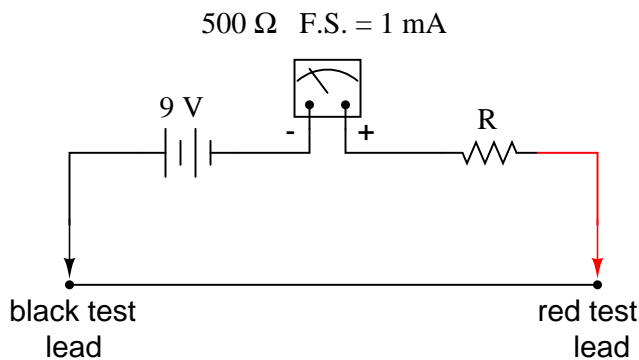 500 Ω F.S. = 1 mA
9 V
- +
R
black test
lead
red test
lead